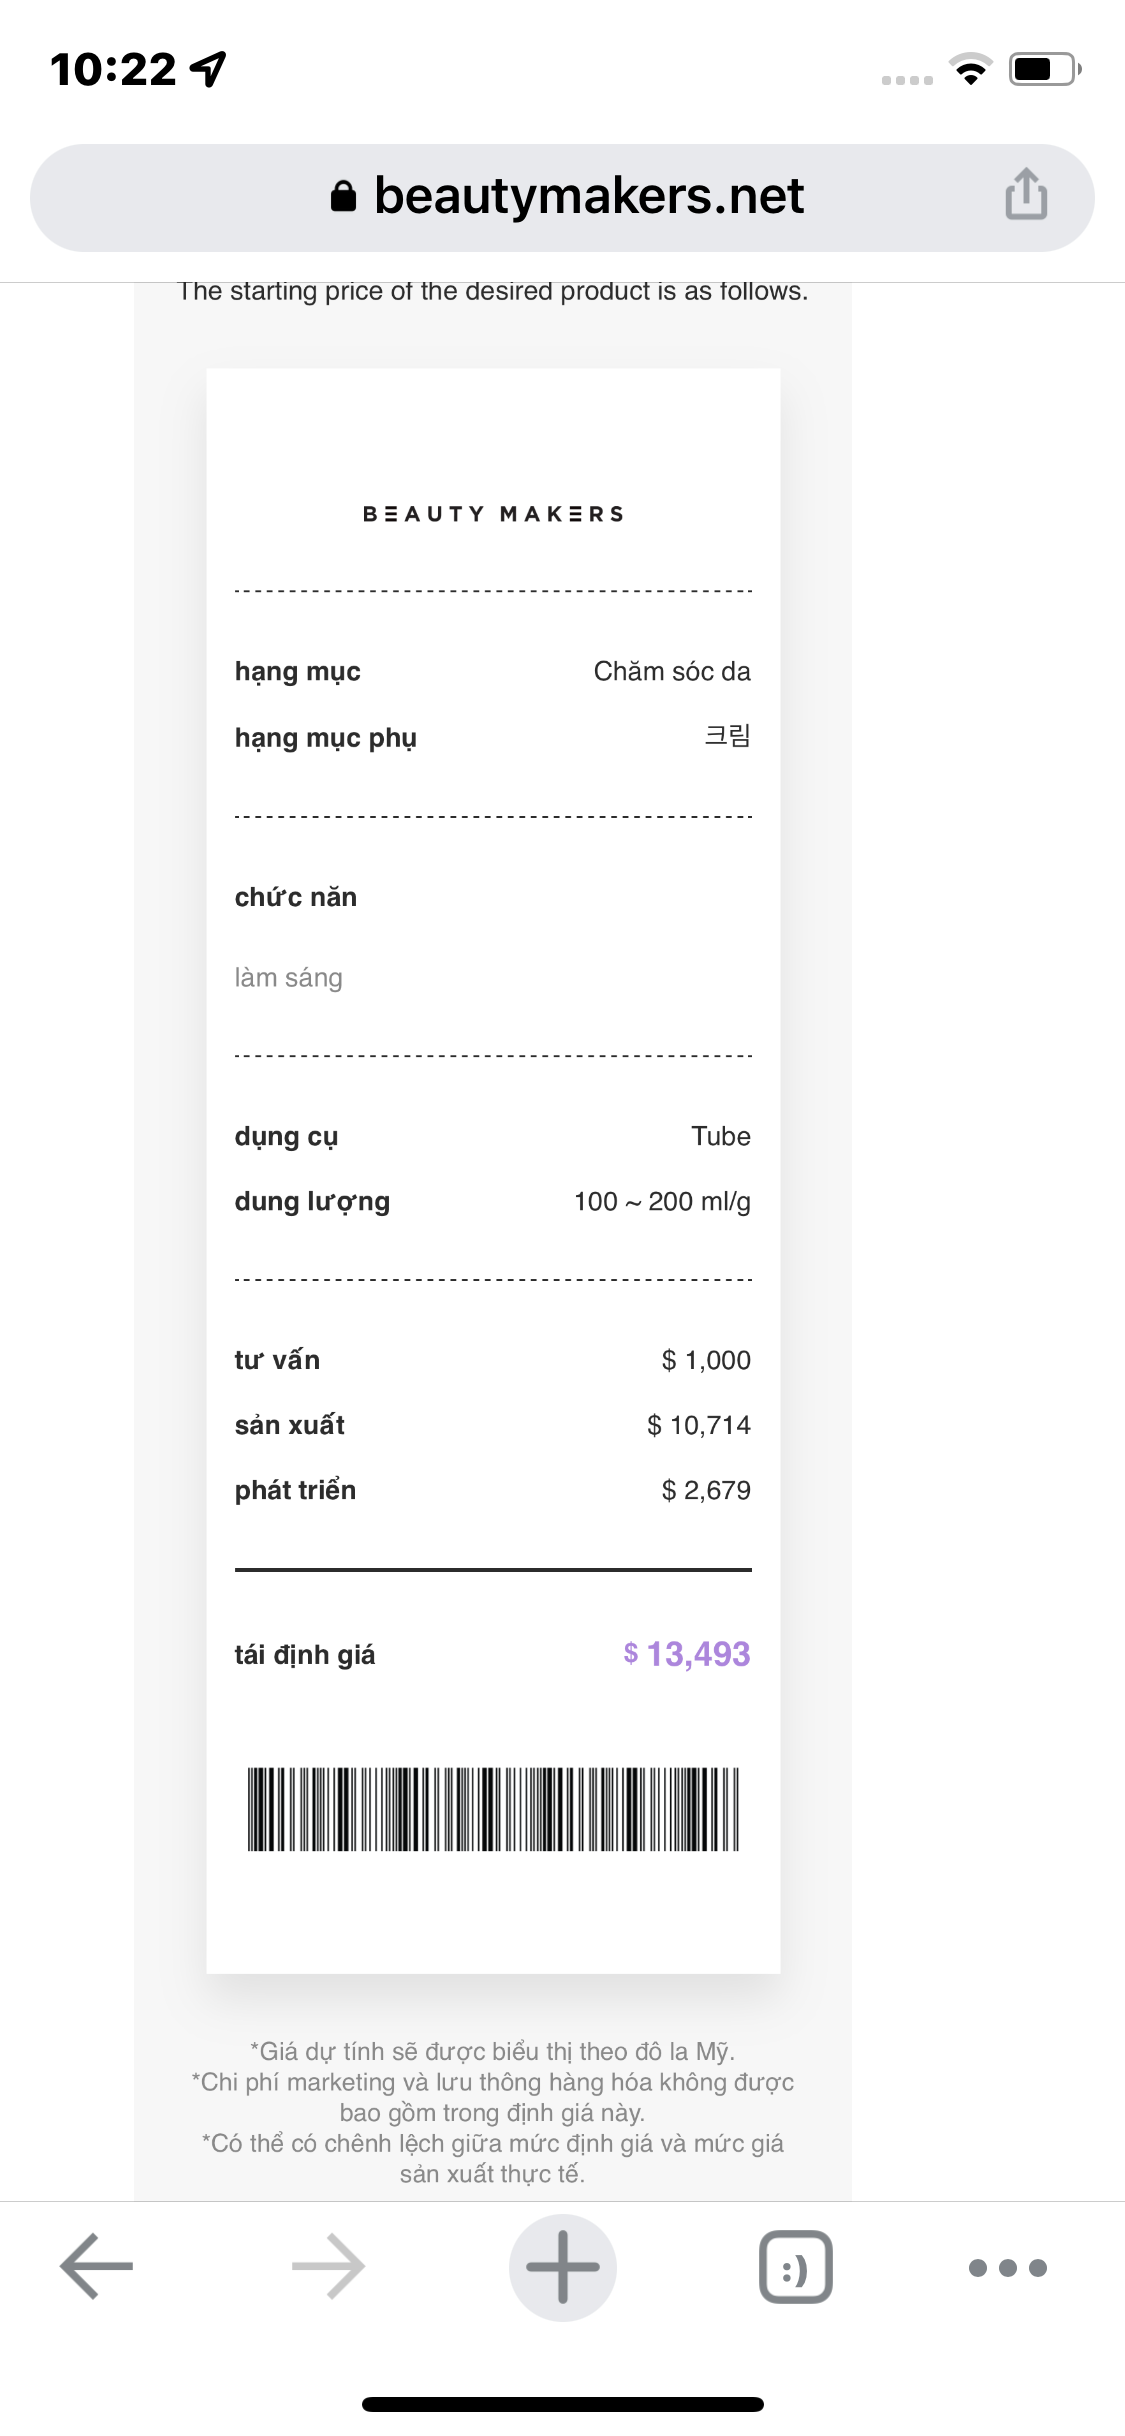 10:22
beautymakers.net
The starting price of the desired product is as follows.
BEAUTY MAKERS
hạng mục Chăm sóc da
hạng mục phụ 크림
chức năn
làm sáng
dụng cụ Tube
dung lượng 100 ~ 200 ml/g
tư vấn $ 1,000
sản xuất $ 10,714
phát triển $ 2,679
tái định giá $ 13,493
*Giá dự tính sẽ được biểu thị theo đô la Mỹ.
*Chi phí marketing và lưu thông hàng hóa không được
bao gồm trong định giá này.
*Có thể có chênh lệch giữa mức định giá và mức giá
sản xuất thực tế.
:)